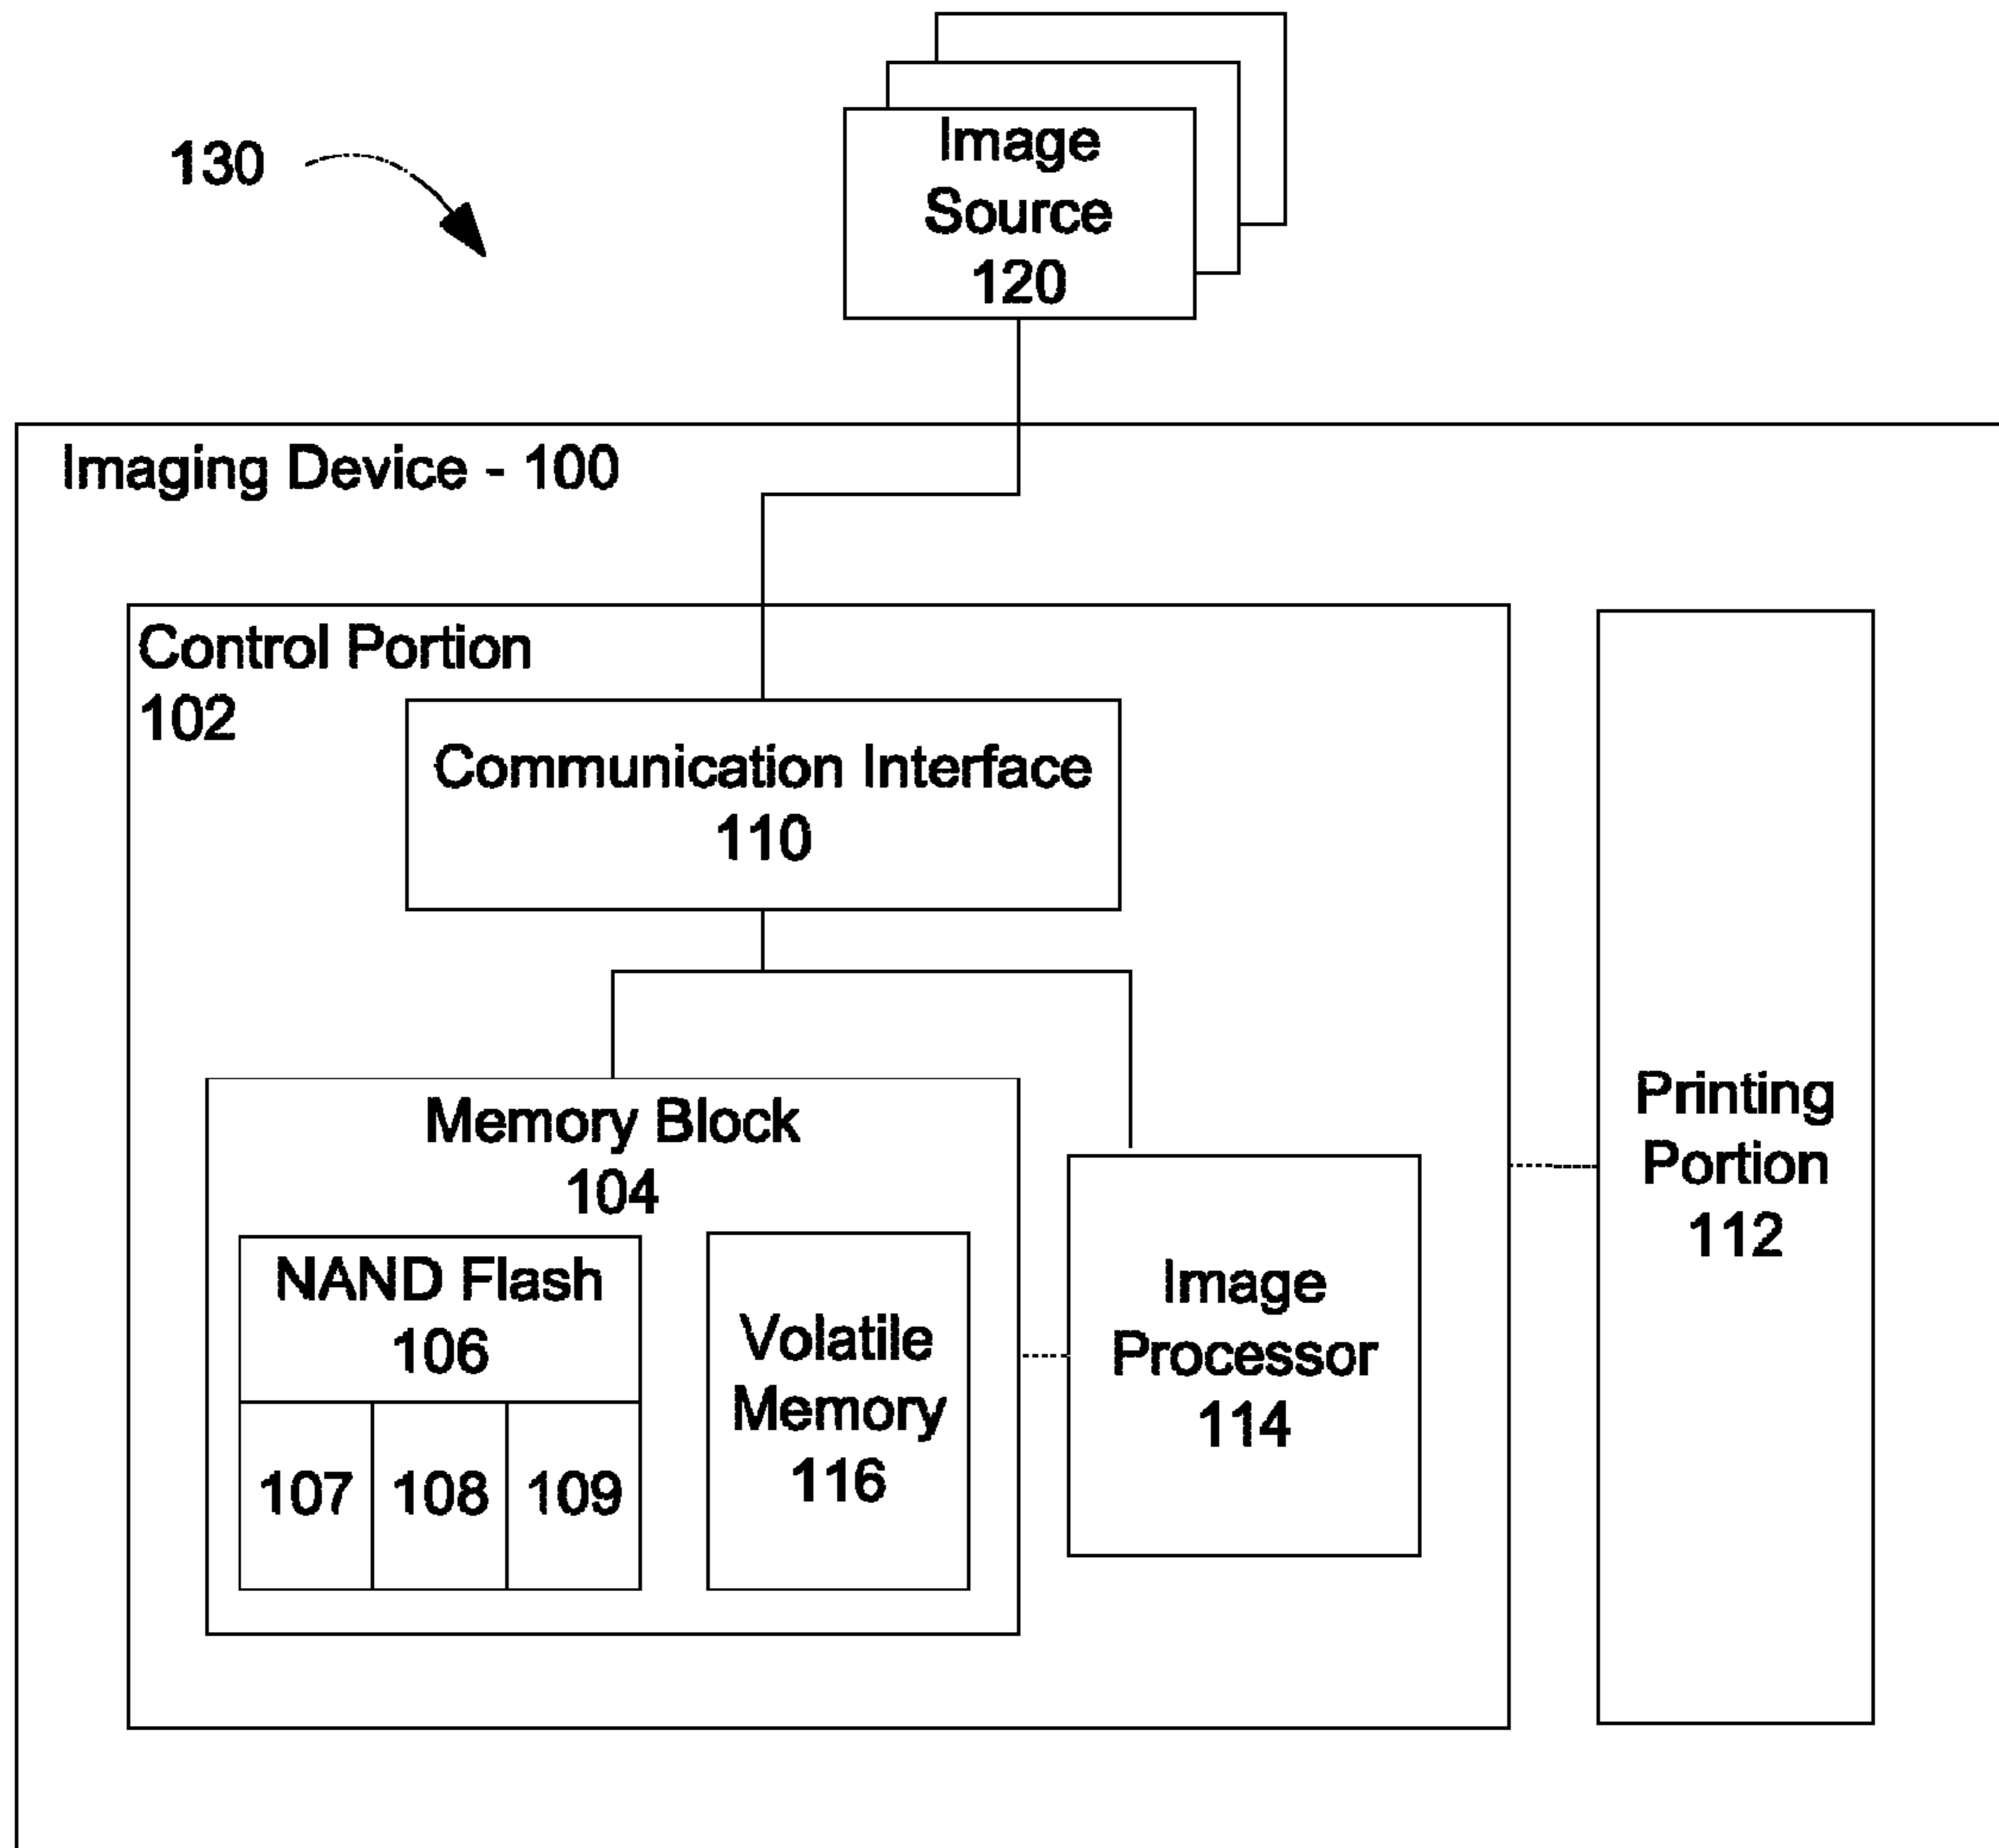 130
Image
Source
120
Imaging Device - 100
Control Portion
102
Communication Interface
110
Memory Block
104
NAND Flash
106
107 108 109
Volatile
Memory
116
Image
Processor
114
Printing
Portion
112